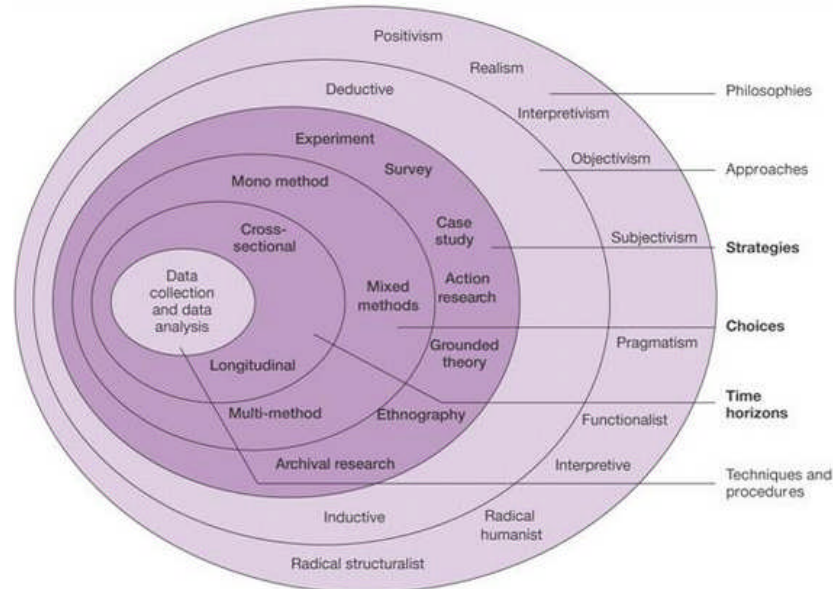 Positivism
Realism
Philosophies
Deductive
Interpretivism
Experiment
Objectivism
Survey
Approaches
Mono method
Cross-
sectional
Case
study
Subjectivism
Strategies
Data
collection
and data
analysis
Mixed
methods
Action
research
Choices
Pragmatism
Grounded
theory
Longitudinal
Time
horizons
Multi-method
Ethnography
Functionalist
Archival research
Interpretive
Techniques and
procedures
Inductive
Radical
humanist
Radical structuralist